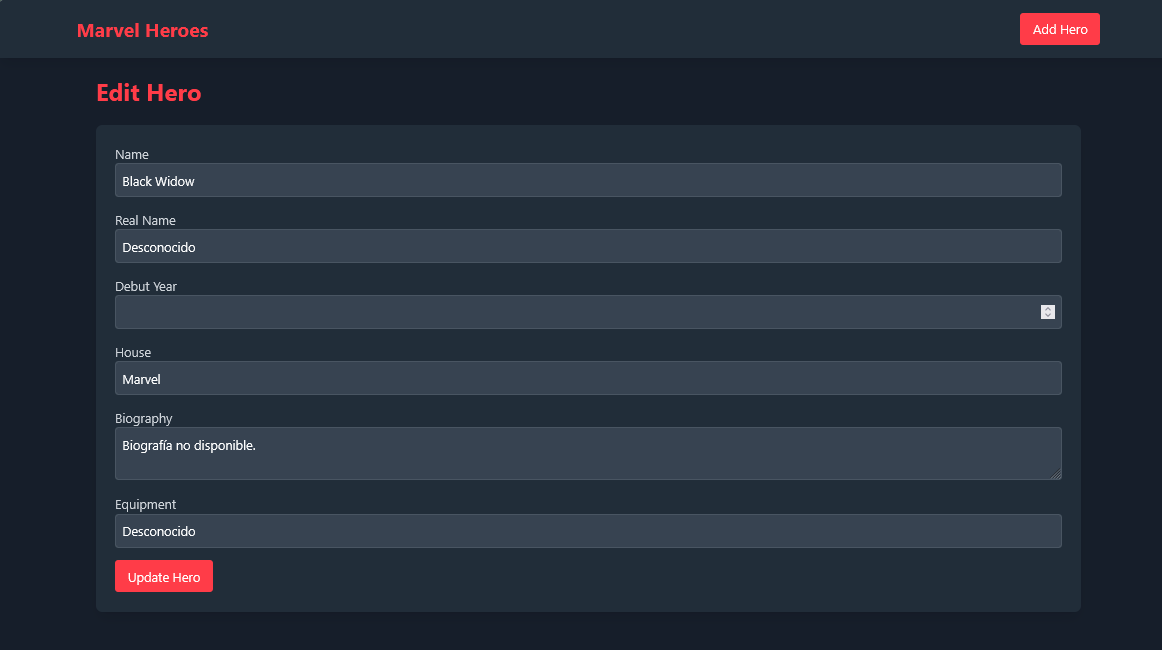 Marvel Heroes
Add Hero
Edit Hero
Name
Black Widow
Real Name
Desconocido
Debut Year
House
Marvel
Biography
Biografía no disponible.
Equipment
Desconocido
Update Hero